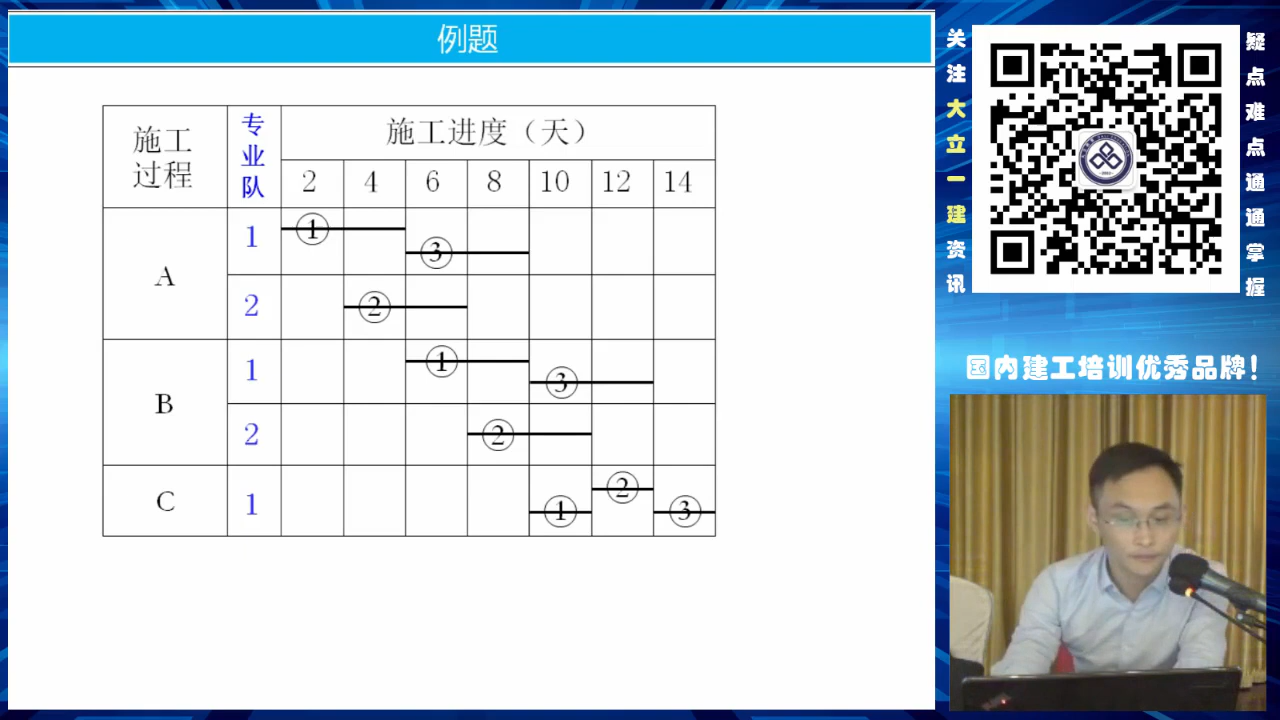 例题
施工过程
专业队
施工进度（天）
2 4 6 8 10 12 14
A
1
①
③
2
②
B
1
①
③
2
②
C
1
①
②
③
关注大立一建资讯
疑点难点通通掌握
国内建工培训优秀品牌！